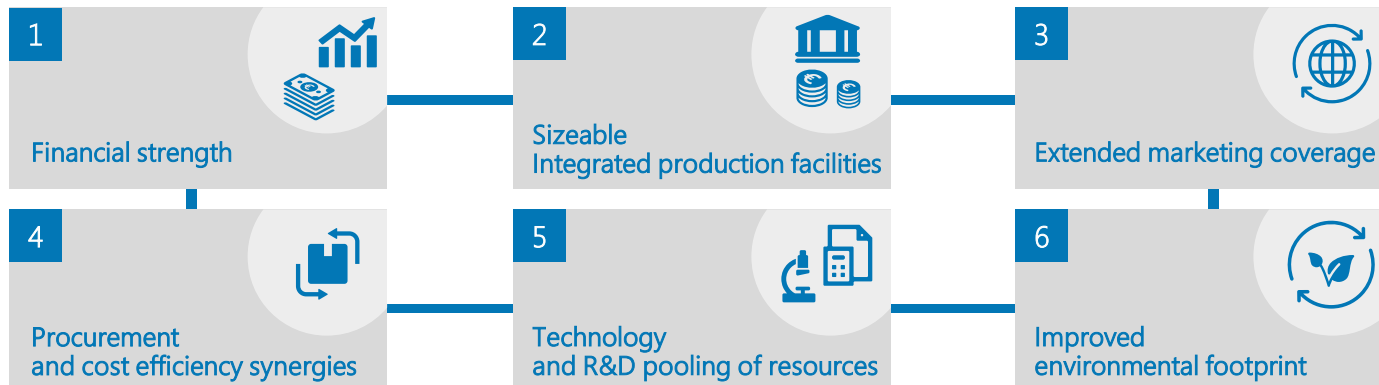 1
Financial strength
2
Sizeable
Integrated production facilities
3
Extended marketing coverage
4
Procurement
and cost efficiency synergies
5
Technology
and R&D pooling of resources
6
Improved
environmental footprint